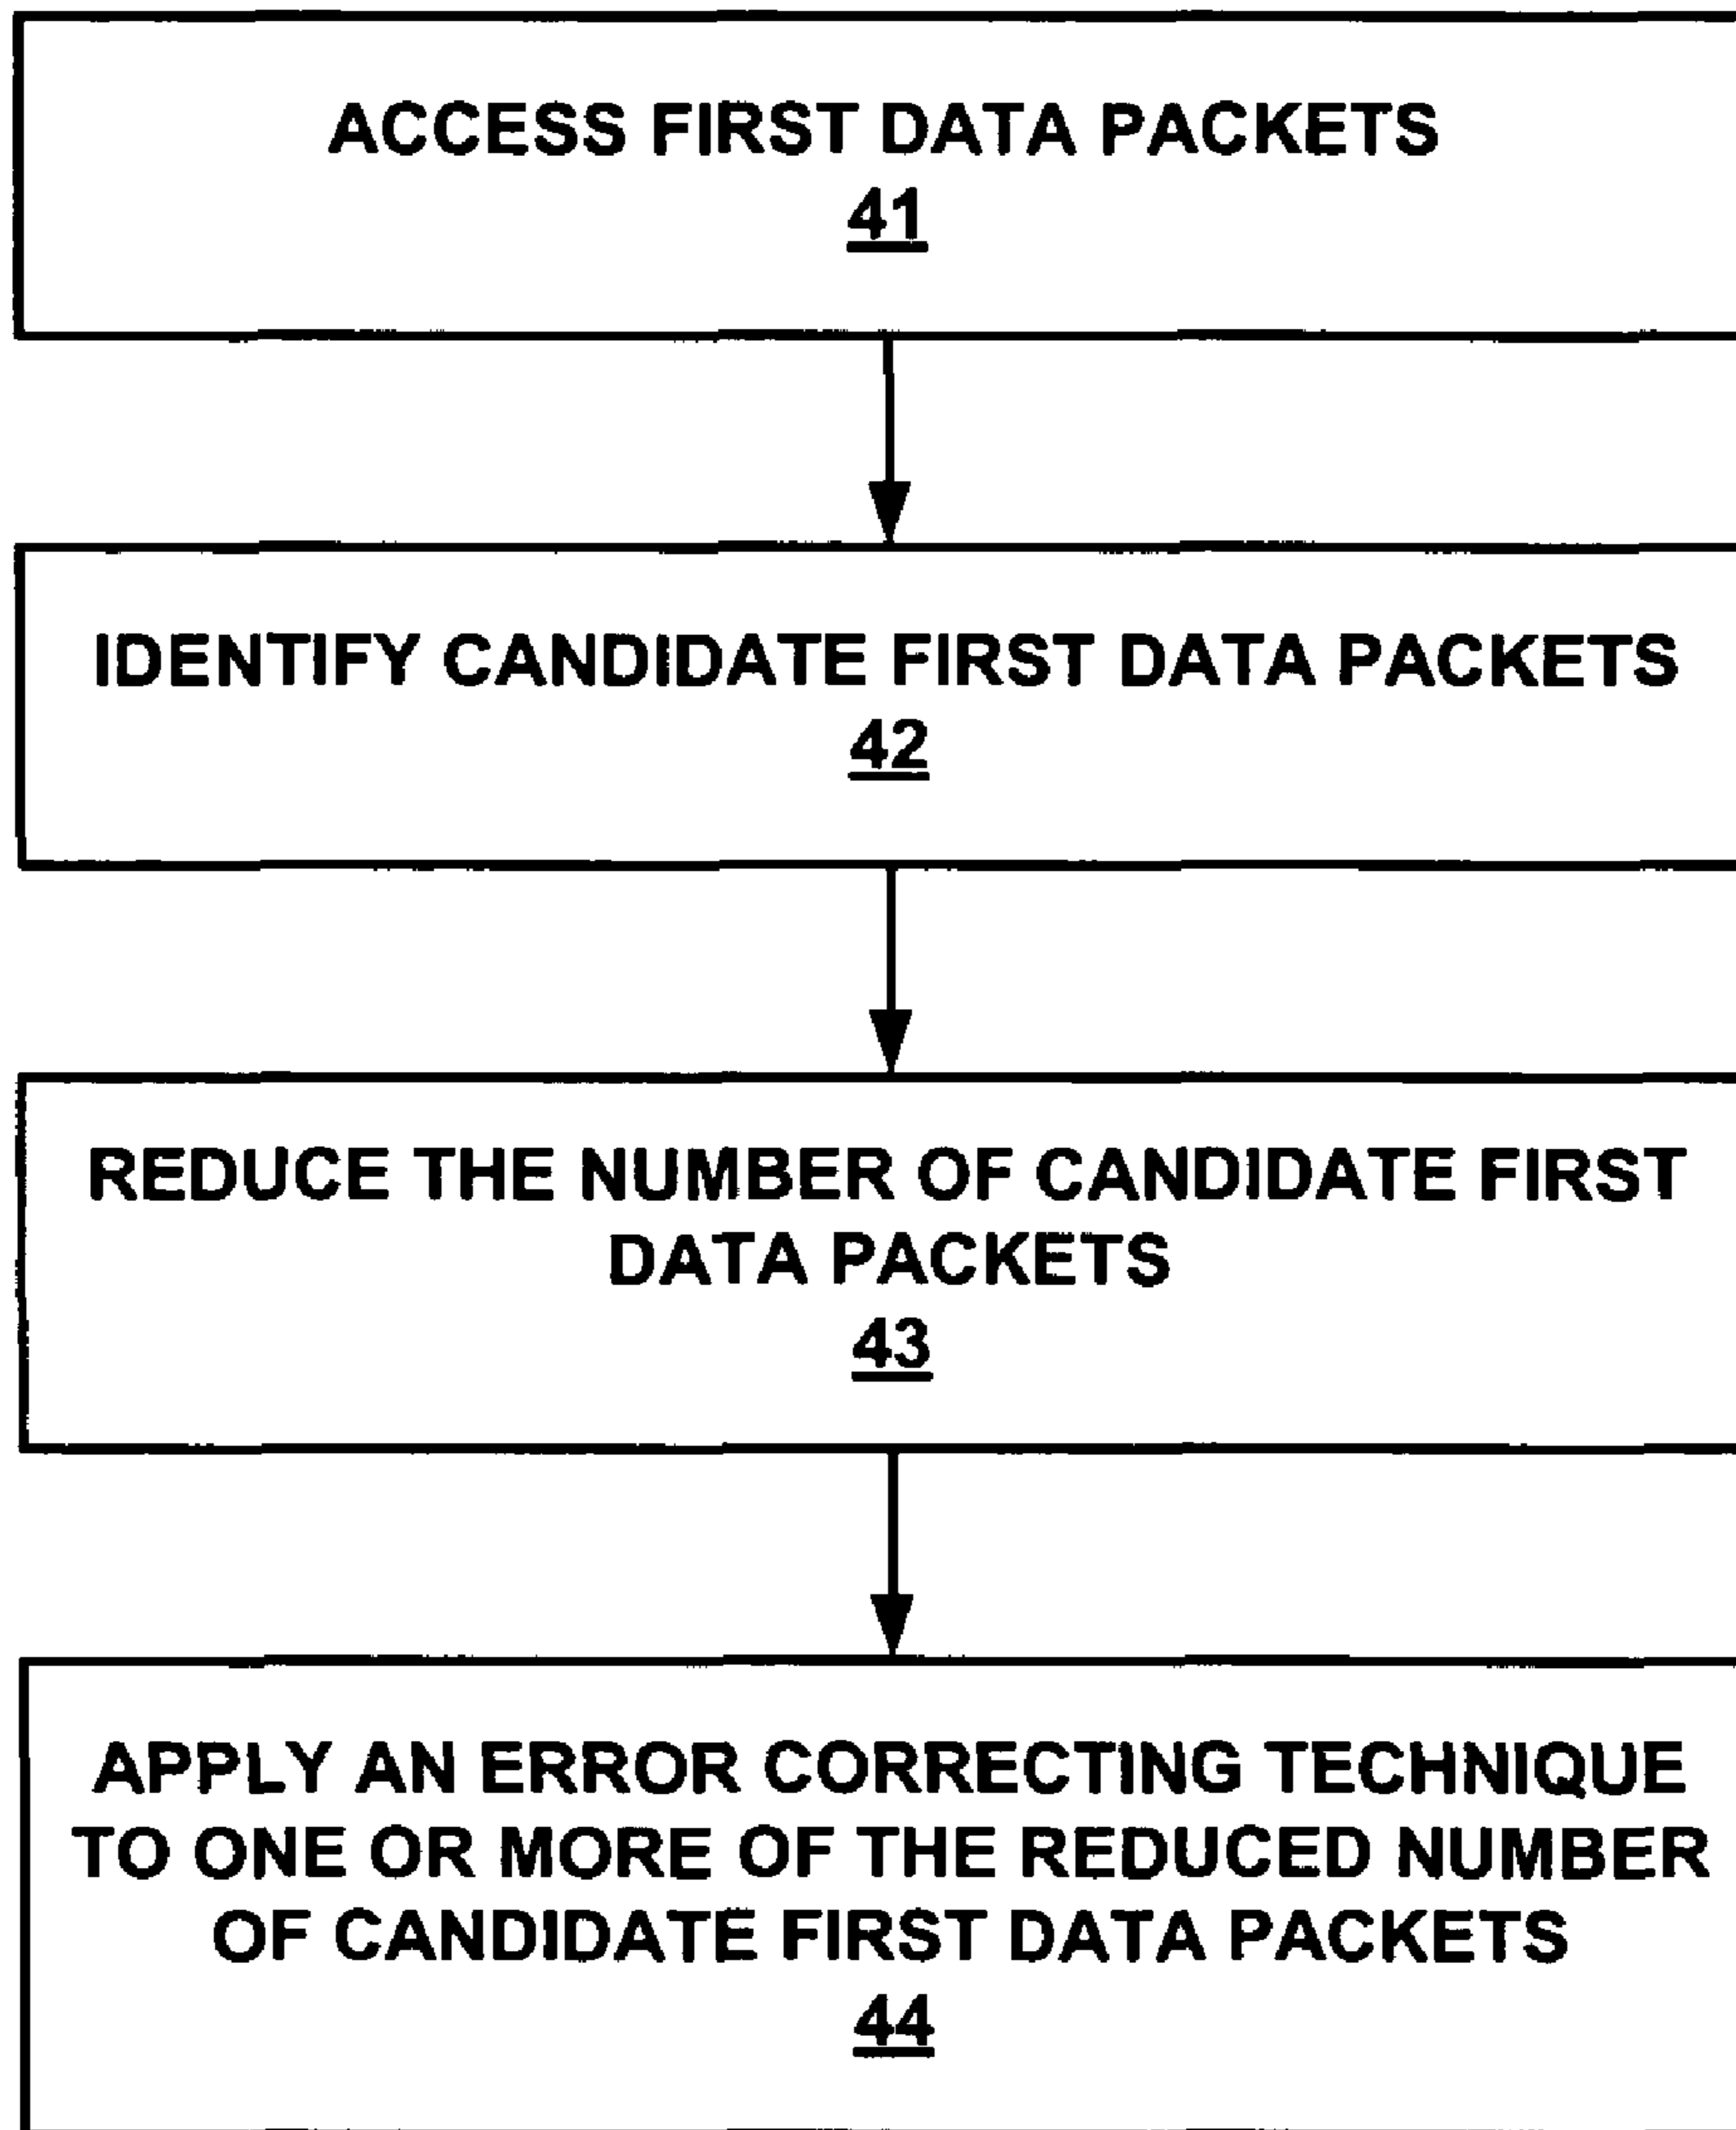 ACCESS FIRST DATA PACKETS
41
IDENTIFY CANDIDATE FIRST DATA PACKETS
42
REDUCE THE NUMBER OF CANDIDATE FIRST
DATA PACKETS
43
APPLY AN ERROR CORRECTING TECHNIQUE
TO ONE OR MORE OF THE REDUCED NUMBER
OF CANDIDATE FIRST DATA PACKETS
44